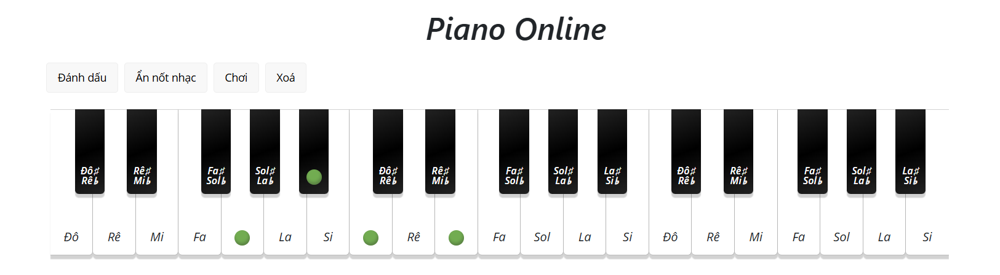 Piano Online
Đánh dấu Ẩn nốt nhạc Chơi Xoá
Đô♯ Rê♯ Fa♯ Sol♯ Đô♯ Rê♯ Fa♯ Sol♯ La♯ Đô♯ Rê♯ Fa♯ Sol♯ La♯
Rê♭ Mi♭ Sol♭ La♭ Rê♭ Mi♭ Sol♭ La♭ Si♭ Rê♭ Mi♭ Sol♭ La♭ Si♭
Đô Rê Mi Fa La Si Rê Fa Sol La Si Đô Rê Mi Fa Sol La Si